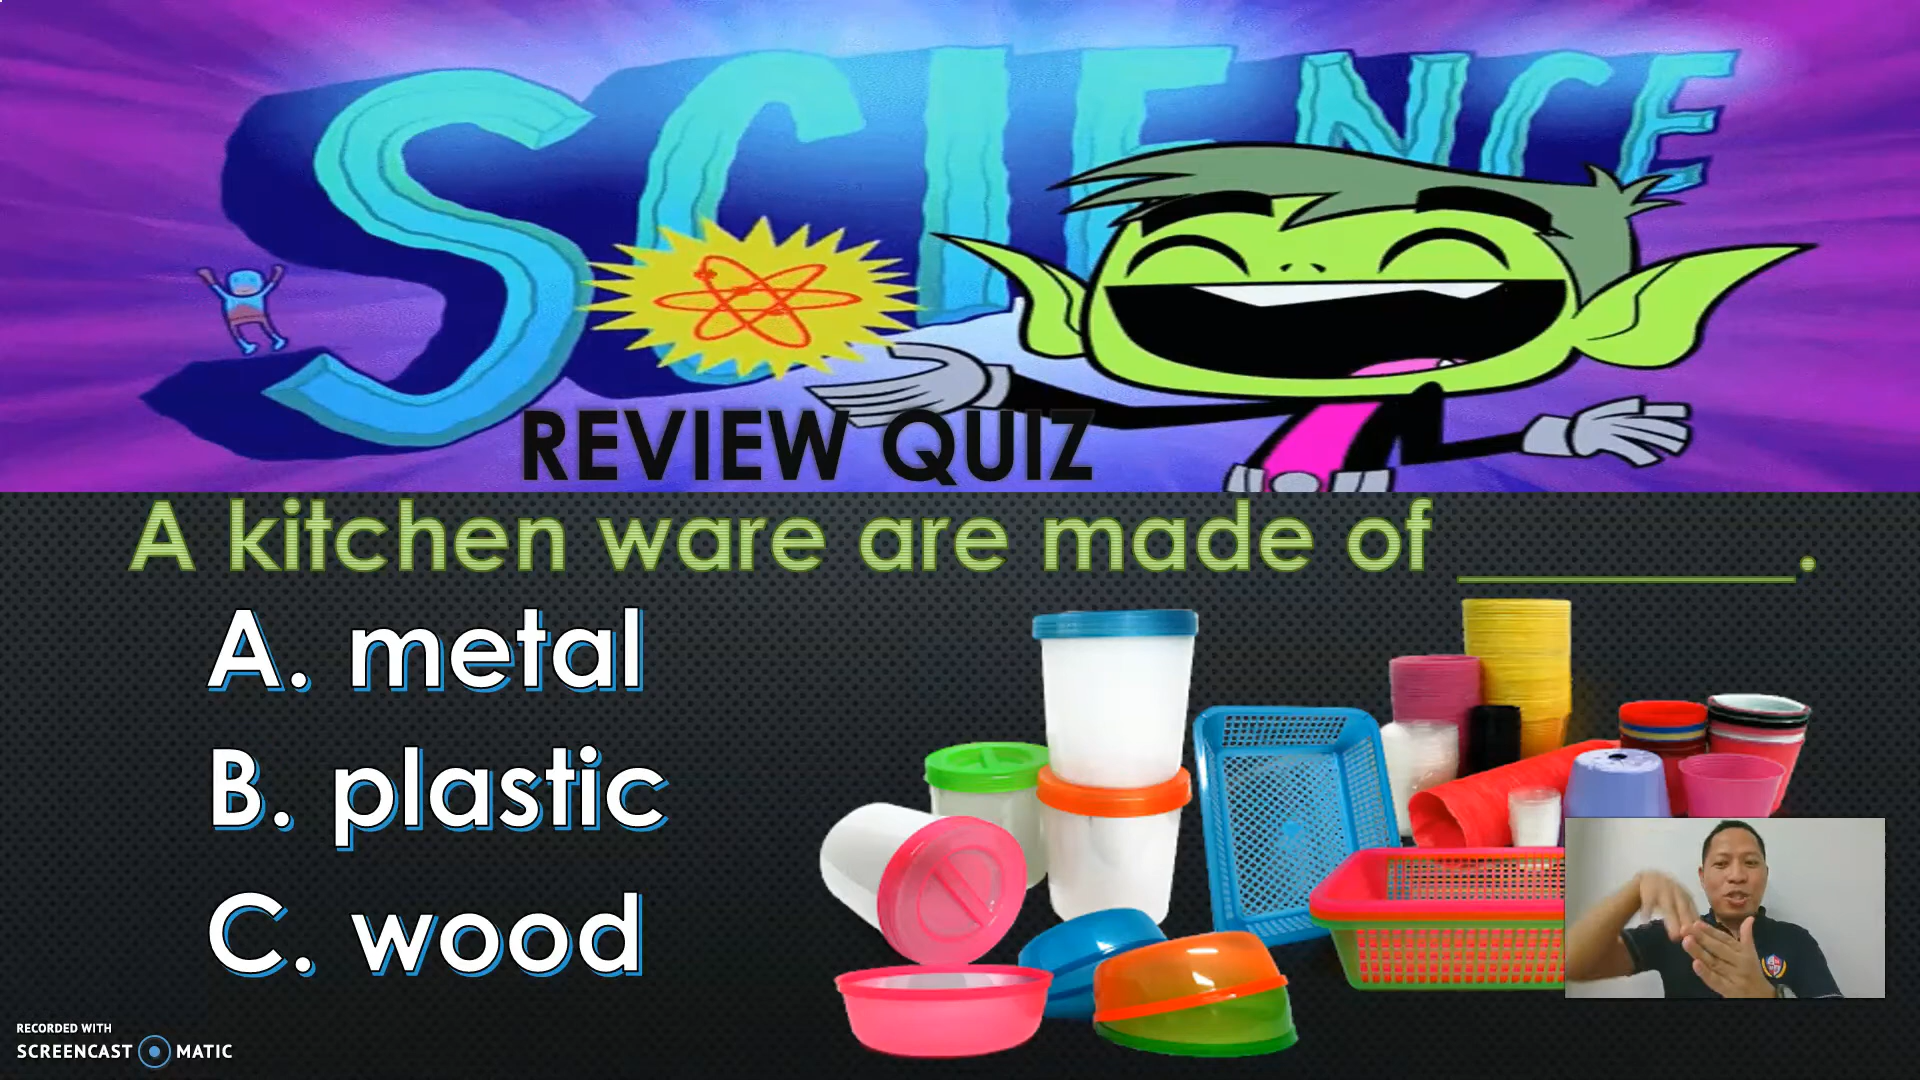 SCIENCE
REVIEW QUIZ
A kitchen ware are made of ________.
A. metal
B. plastic
C. wood
RECORDED WITH
SCREENCAST MATIC